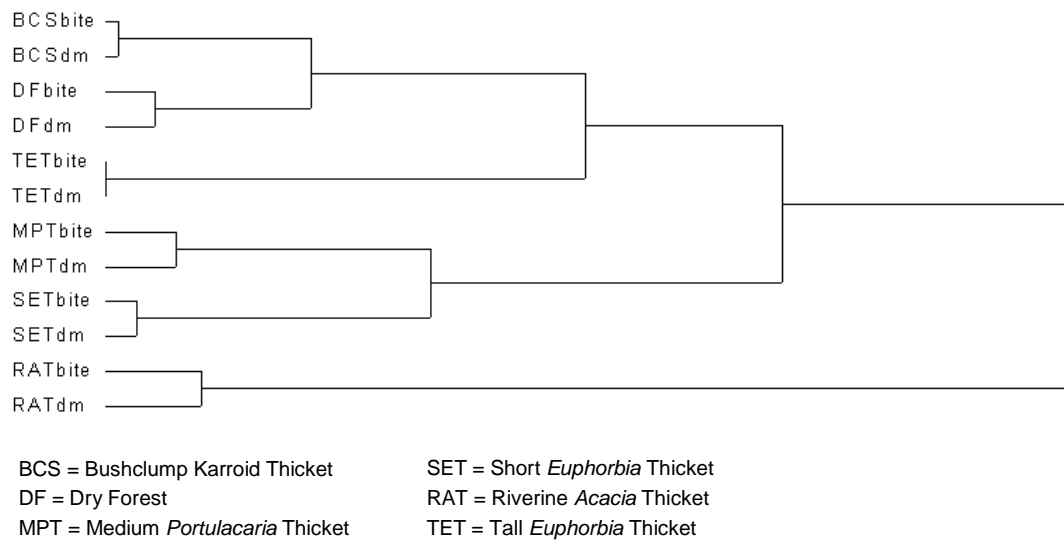 BCSbite
BCSdm
DFbite
DFdm
TETbite
TETdm
MPTbite
MPTdm
SETbite
SETdm
RATbite
RATdm
BCS = Bushclump Karroid Thicket
DF = Dry Forest
MPT = Medium Portulacaria Thicket
SET = Short Euphorbia Thicket
RAT = Riverine Acacia Thicket
TET = Tall Euphorbia Thicket